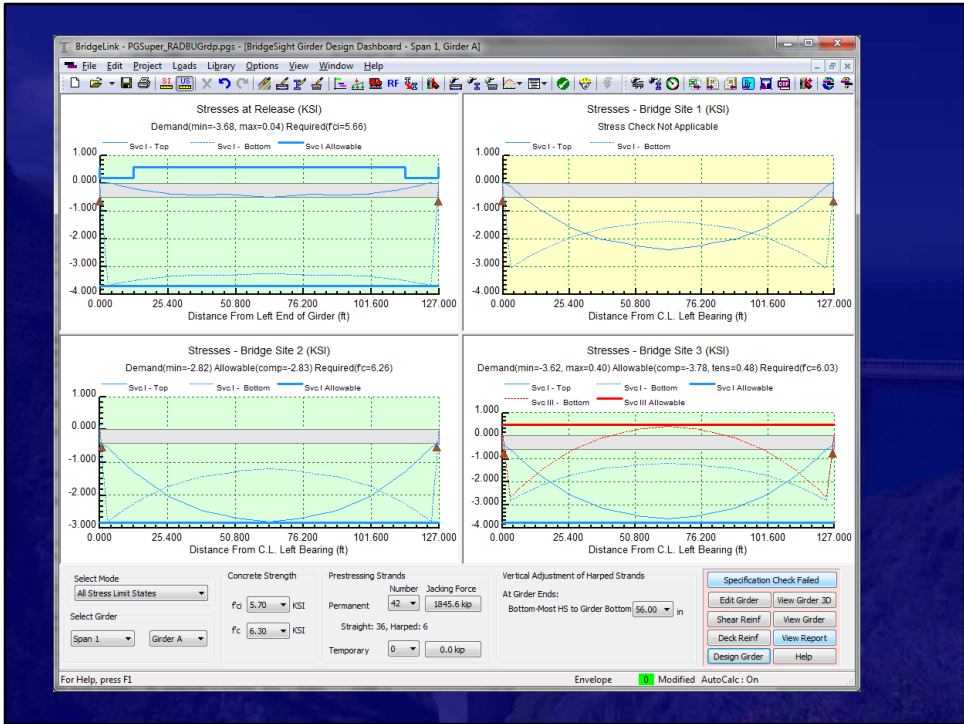 BridgeLink - PGSuper_RADBUGrdp.pgs - [BridgeSight Girder Design Dashboard - Span 1, Girder A]
File Edit Project Loads Library Options View Window Help
SI US RF
Stresses at Release (KSI)
Demand(min=-3.68, max=0.04) Required(f'ci=5.66)
Svc I - Top Svc I - Bottom Svc I Allowable
1.000
0.000
-1.000
-2.000
-3.000
-4.000
0.000 25.400 50.800 76.200 101.600 127.000
Distance From Left End of Girder (ft)
Stresses - Bridge Site 1 (KSI)
Stress Check Not Applicable
Svc I - Top Svc I - Bottom
1.000
0.000
-1.000
-2.000
-3.000
-4.000
0.000 25.400 50.800 76.200 101.600 127.000
Distance From C.L. Left Bearing (ft)
Stresses - Bridge Site 2 (KSI)
Demand(min=-2.82) Allowable(comp=-2.83) Required(f'c=6.26)
Svc I - Top Svc I - Bottom Svc I Allowable
1.000
0.000
-1.000
-2.000
-3.000
0.000 25.400 50.800 76.200 101.600 127.000
Distance From C.L. Left Bearing (ft)
Stresses - Bridge Site 3 (KSI)
Demand(min=-3.62, max=0.40) Allowable(comp=-3.78, tens=0.48) Required(f'c=6.03)
Svc I - Top Svc I - Bottom Svc I Allowable
Svc III - Bottom Svc III Allowable
1.000
0.000
-1.000
-2.000
-3.000
-4.000
0.000 25.400 50.800 76.200 101.600 127.000
Distance From C.L. Left Bearing (ft)
Select Mode
All Stress Limit States
Select Girder
Span 1 Girder A
Concrete Strength
f'ci 5.70 KSI
f'c 6.30 KSI
Prestressing Strands
Number Jacking Force
Permanent 42 1845.6 kip
Straight: 36, Harped: 6
Temporary 0 0.0 kip
Vertical Adjustment of Harped Strands
At Girder Ends:
Bottom-Most HS to Girder Bottom 56.00 in
Specification Check Failed
Edit Girder View Girder 3D
Shear Reinf View Girder
Deck Reinf View Report
Design Girder Help
For Help, press F1 Envelope 0 Modified AutoCalc : On